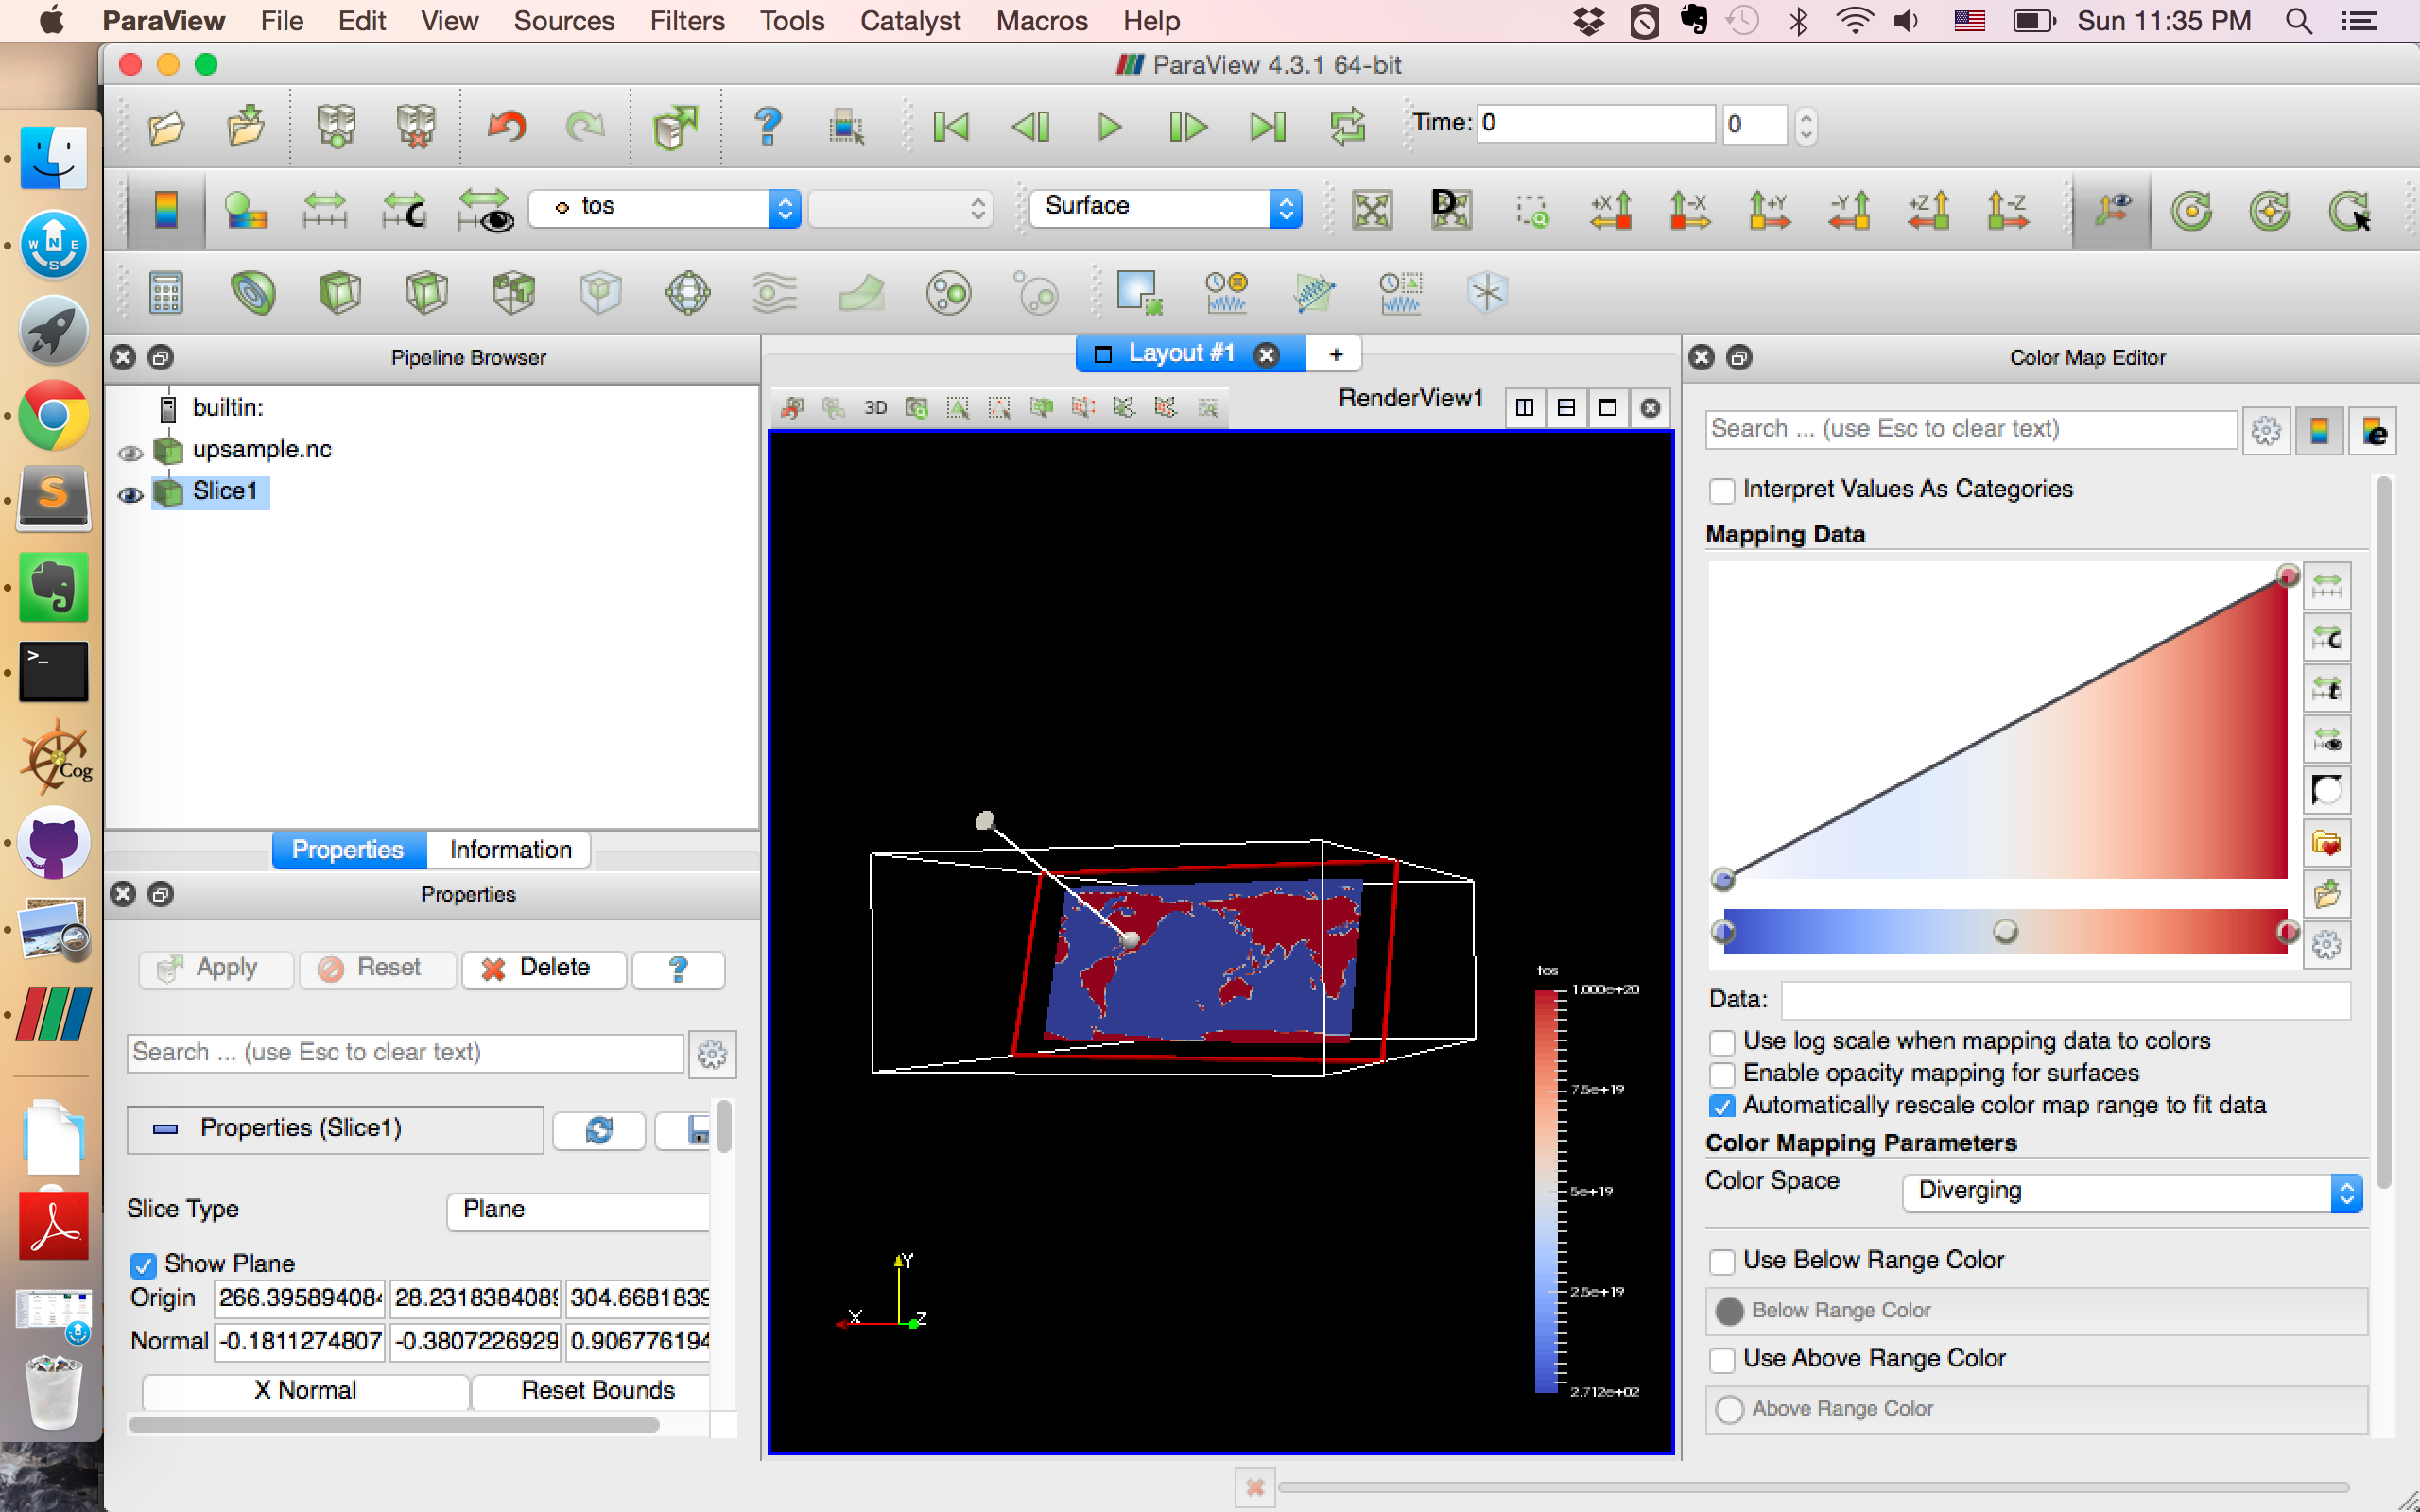 ParaView File Edit View Sources Filters Tools Catalyst Macros Help Sun 11:35 PM
ParaView 4.3.1 64-bit
Time: 0 0
tos Surface +X -X +Y -Y +Z -Z
Pipeline Browser
builtin:
upsample.nc
Slice1
Properties Information
Properties
Apply Reset Delete ?
Search ... (use Esc to clear text)
Properties (Slice1)
Slice Type Plane
Show Plane
Origin 266.395894084 28.2318384089 304.6681839
Normal -0.1811274807 -0.3807226929 0.906776194
X Normal Reset Bounds
Layout #1 +
3D RenderView1
tos
1.000e+20
7.5e+19
5e+19
2.5e+19
2.712e+02
Y
X Z
Color Map Editor
Search ... (use Esc to clear text)
Interpret Values As Categories
Mapping Data
Data:
Use log scale when mapping data to colors
Enable opacity mapping for surfaces
Automatically rescale color map range to fit data
Color Mapping Parameters
Color Space Diverging
Use Below Range Color
Below Range Color
Use Above Range Color
Above Range Color
W N E
S
S
>_
Cog